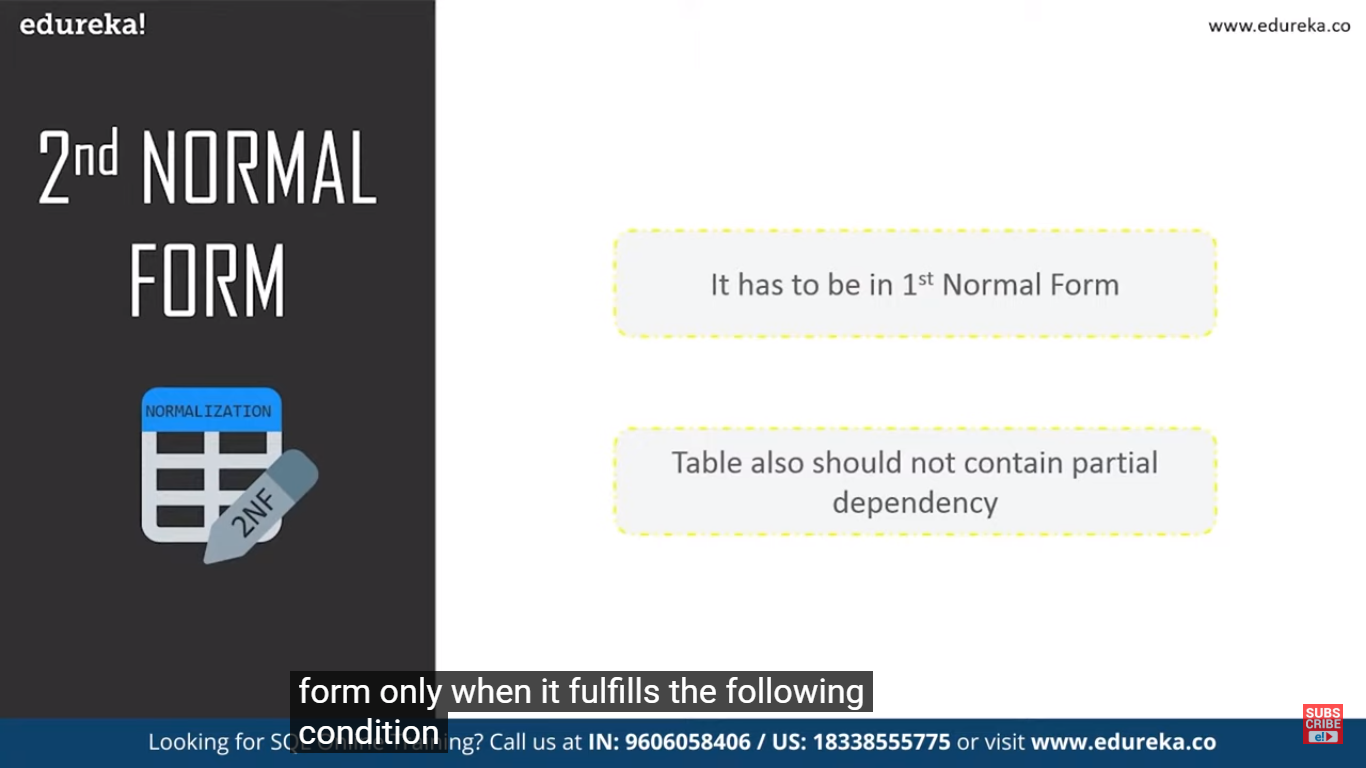 edureka!
www.edureka.co
2nd NORMAL
FORM
NORMALIZATION
2NF
It has to be in 1st Normal Form
Table also should not contain partial
dependency
form only when it fulfills the following
condition
Looking for SQL Online Training? Call us at IN: 9606058406 / US: 18338555775 or visit www.edureka.co
SUBS
CRIBE
e!